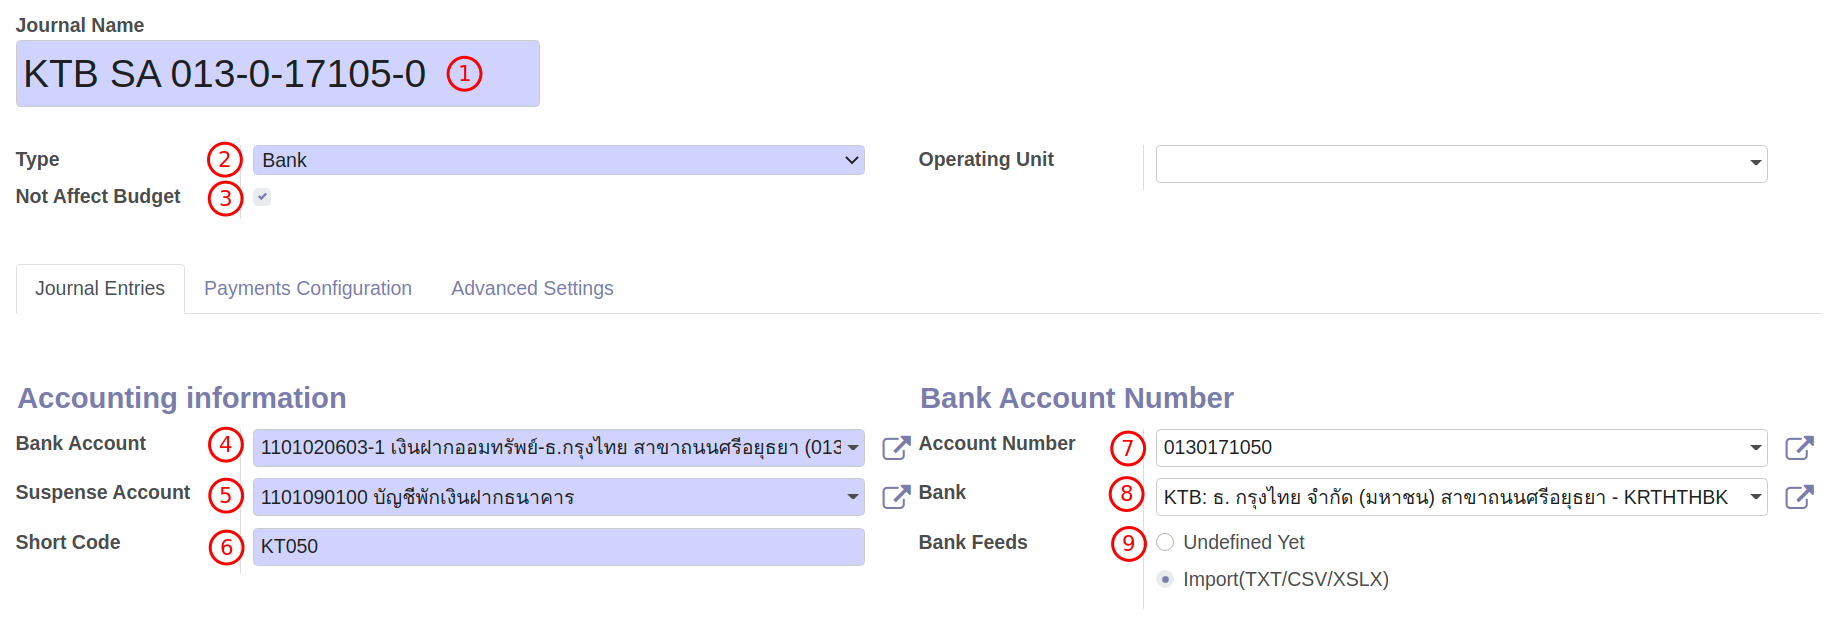 Journal Name
KTB SA 013-0-17105-0 1
Type 2 Bank
Operating Unit
Not Affect Budget 3
Journal Entries Payments Configuration Advanced Settings
Accounting information
Bank Account 4 1101020603-1 เงินฝากออมทรัพย์-ธ.กรุงไทย สาขาถนนศรีอยุธยา (013
Suspense Account 5 1101090100 บัญชีพักเงินฝากธนาคาร
Short Code 6 KT050
Bank Account Number
Account Number 7 0130171050
Bank 8 KTB: ธ. กรุงไทย จำกัด (มหาชน) สาขาถนนศรีอยุธยา - KRTHTHBK
Bank Feeds 9 Undefined Yet
Import(TXT/CSV/XSLX)